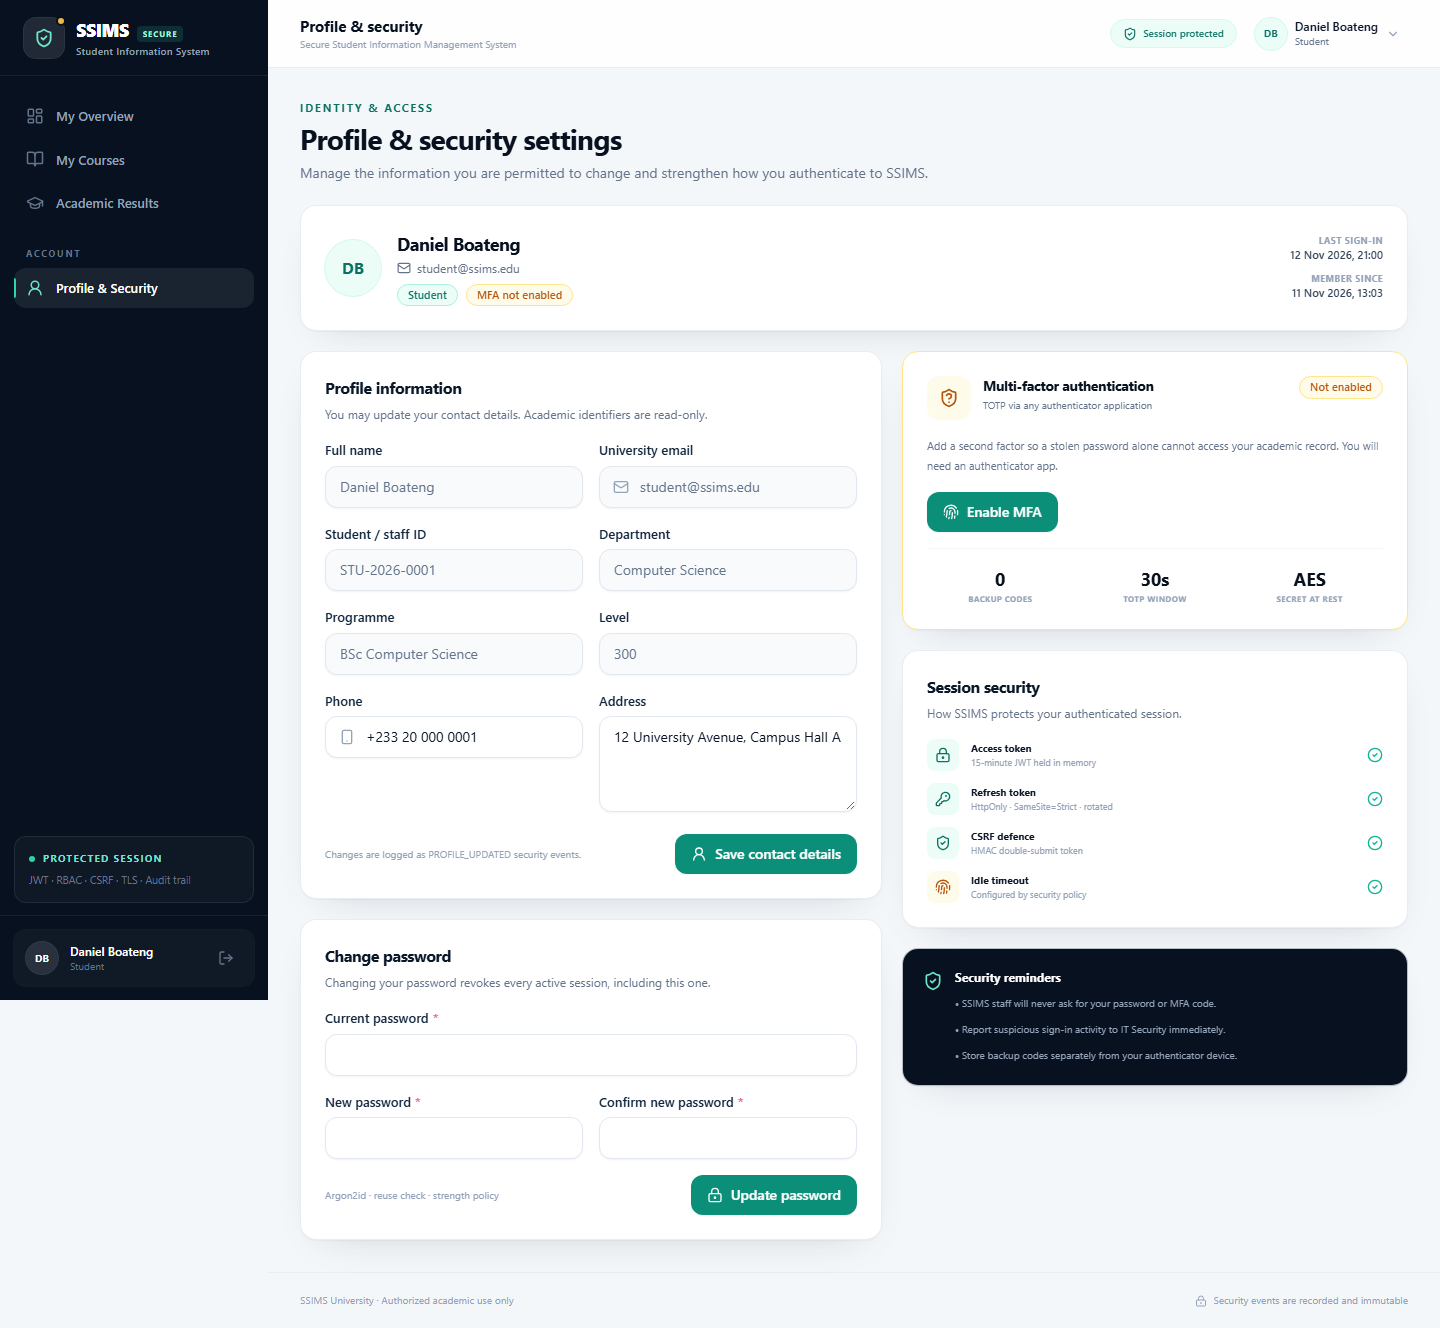 SSIMS SECURE
Student Information System
My Overview
My Courses
Academic Results
ACCOUNT
Profile & Security
PROTECTED SESSION
JWT · RBAC · CSRF · TLS · Audit trail
DB
Daniel Boateng
Student
Profile & security
Secure Student Information Management System
Session protected
DB
Daniel Boateng
Student
IDENTITY & ACCESS
Profile & security settings
Manage the information you are permitted to change and strengthen how you authenticate to SSIMS.
DB
Daniel Boateng
student@ssims.edu
Student MFA not enabled
LAST SIGN-IN
12 Nov 2026, 21:00
MEMBER SINCE
11 Nov 2026, 13:03
Profile information
You may update your contact details. Academic identifiers are read-only.
Full name
Daniel Boateng
University email
student@ssims.edu
Student / staff ID
STU-2026-0001
Department
Computer Science
Programme
BSc Computer Science
Level
300
Phone
+233 20 000 0001
Address
12 University Avenue, Campus Hall A
Changes are logged as PROFILE_UPDATED security events.
Save contact details
Change password
Changing your password revokes every active session, including this one.
Current password *
New password *
Confirm new password *
Argon2id · reuse check · strength policy
Update password
Multi-factor authentication
TOTP via any authenticator application
Not enabled
Add a second factor so a stolen password alone cannot access your academic record. You will
need an authenticator app.
Enable MFA
0
BACKUP CODES
30s
TOTP WINDOW
AES
SECRET AT REST
Session security
How SSIMS protects your authenticated session.
Access token
15-minute JWT held in memory
Refresh token
HttpOnly · SameSite=Strict · rotated
CSRF defence
HMAC double-submit token
Idle timeout
Configured by security policy
Security reminders
• SSIMS staff will never ask for your password or MFA code.
• Report suspicious sign-in activity to IT Security immediately.
• Store backup codes separately from your authenticator device.
SSIMS University · Authorized academic use only
Security events are recorded and immutable